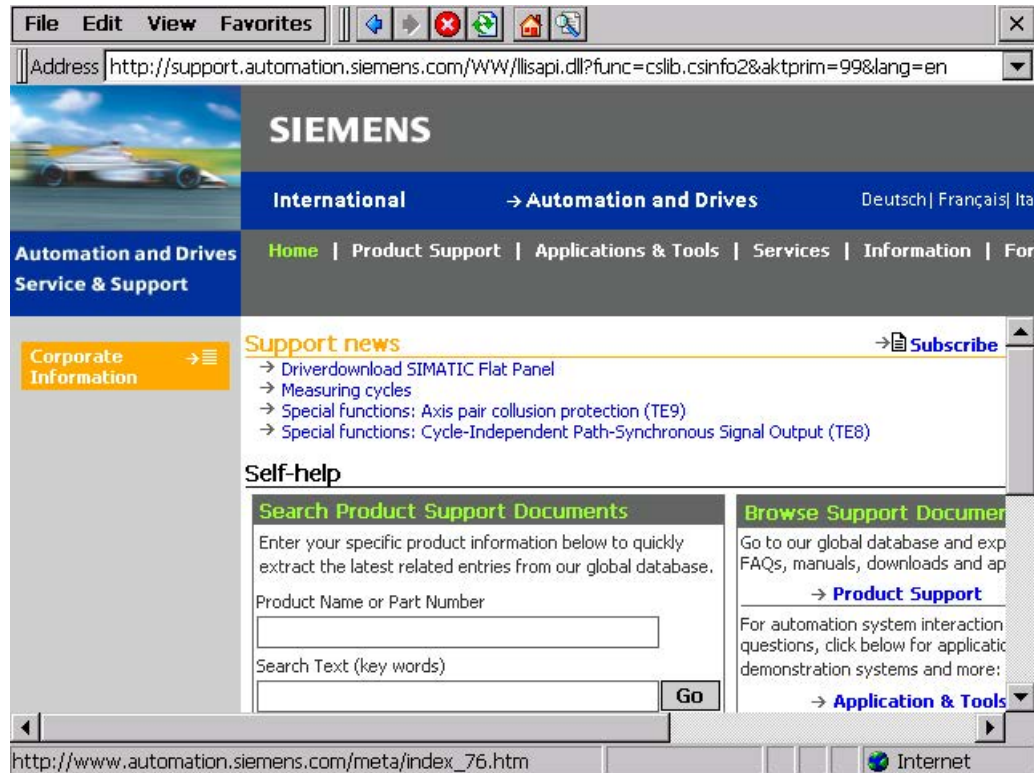 File Edit View Favorites
Address http://support.automation.siemens.com/WW/llisapi.dll?func=cslib.csinfo2&aktprim=99&lang=en
SIEMENS
International →Automation and Drives Deutsch| Français| Ita
Automation and Drives
Service & Support
Home | Product Support | Applications & Tools | Services | Information | For
Corporate
Information
Support news
→Subscribe
→ Driverdownload SIMATIC Flat Panel
→ Measuring cycles
→ Special functions: Axis pair collusion protection (TE9)
→ Special functions: Cycle-Independent Path-Synchronous Signal Output (TE8)
Self-help
Search Product Support Documents
Enter your specific product information below to quickly
extract the latest related entries from our global database.
Product Name or Part Number
Search Text (key words)
Go
Browse Support Documen
Go to our global database and exp
FAQs, manuals, downloads and ap
→ Product Support
For automation system interaction
questions, click below for applicatic
demonstration systems and more:
→ Application & Tools
http://www.automation.siemens.com/meta/index_76.htm
Internet